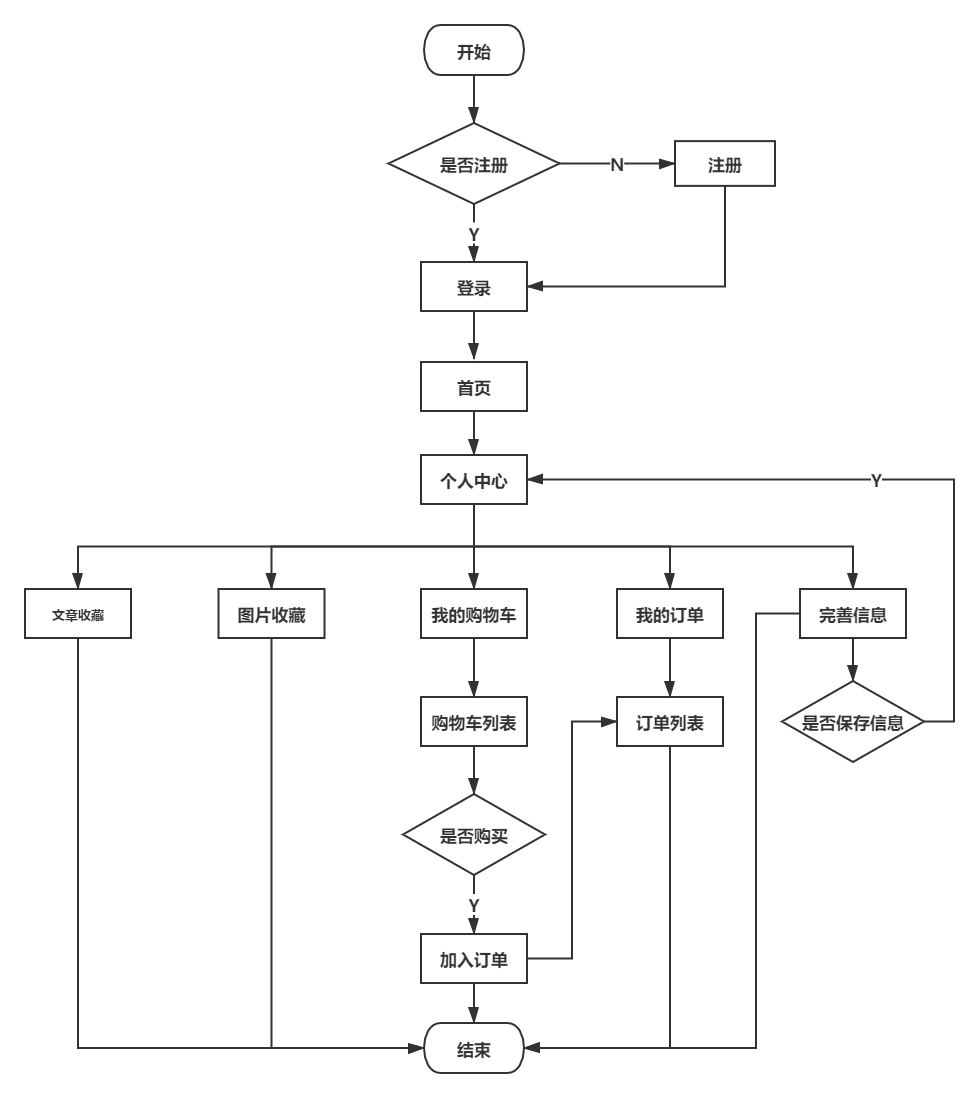 开始
是否注册
N
注册
Y
登录
首页
个人中心
Y
文章收藏
图片收藏
我的购物车
我的订单
完善信息
购物车列表
订单列表
是否保存信息
是否购买
Y
加入订单
结束